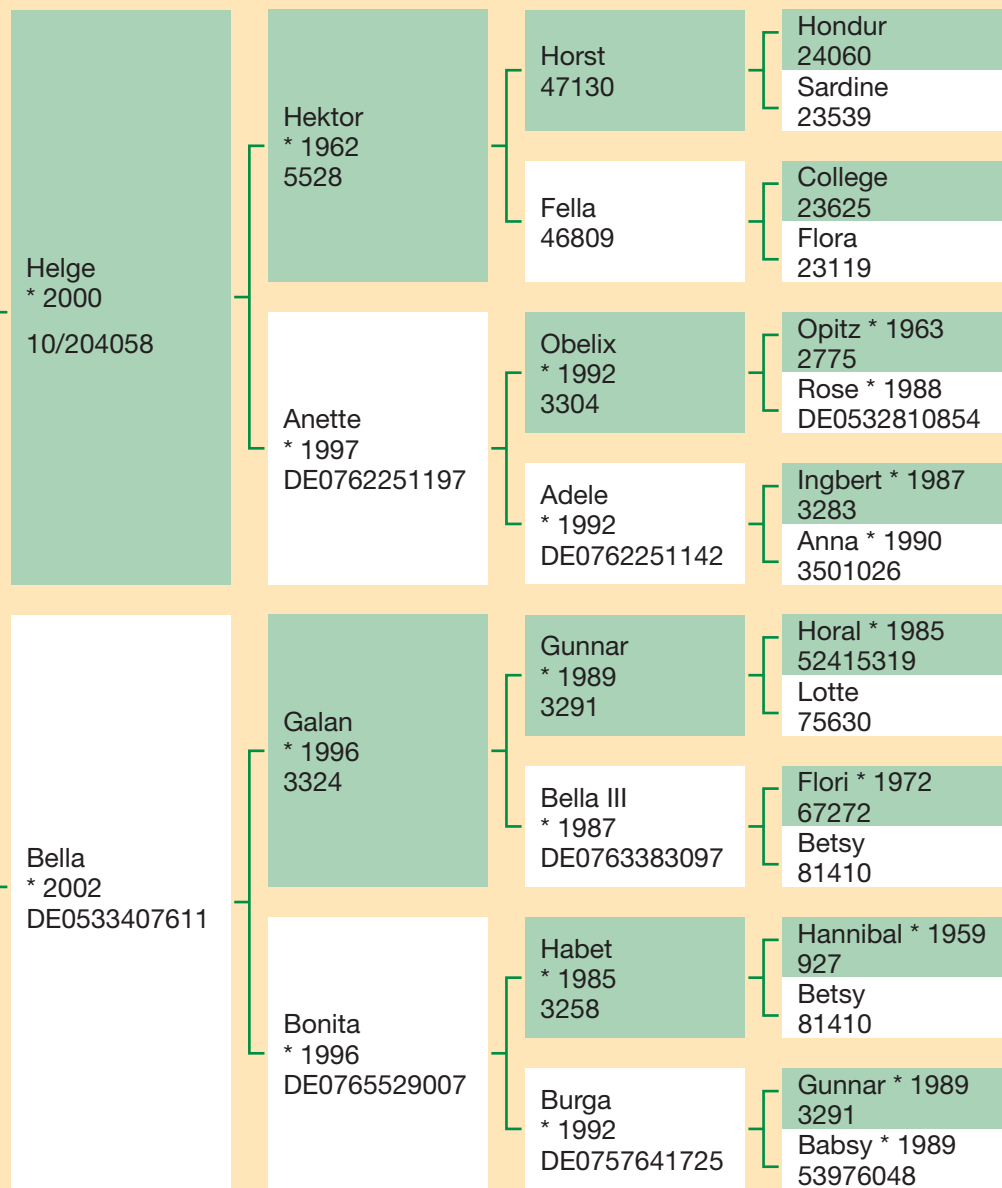 Helge
* 2000
10/204058
Hektor
* 1962
5528
Horst
47130
Hondur
24060
Sardine
23539
Fella
46809
College
23625
Flora
23119
Anette
* 1997
DE0762251197
Obelix
* 1992
3304
Opitz * 1963
2775
Rose * 1988
DE0532810854
Adele
* 1992
DE0762251142
Ingbert * 1987
3283
Anna * 1990
3501026
Bella
* 2002
DE0533407611
Galan
* 1996
3324
Gunnar
* 1989
3291
Horal * 1985
52415319
Lotte
75630
Bella III
* 1987
DE0763383097
Flori * 1972
67272
Betsy
81410
Bonita
* 1996
DE0765529007
Habet
* 1985
3258
Hannibal * 1959
927
Betsy
81410
Burga
* 1992
DE0757641725
Gunnar * 1989
3291
Babsy * 1989
53976048